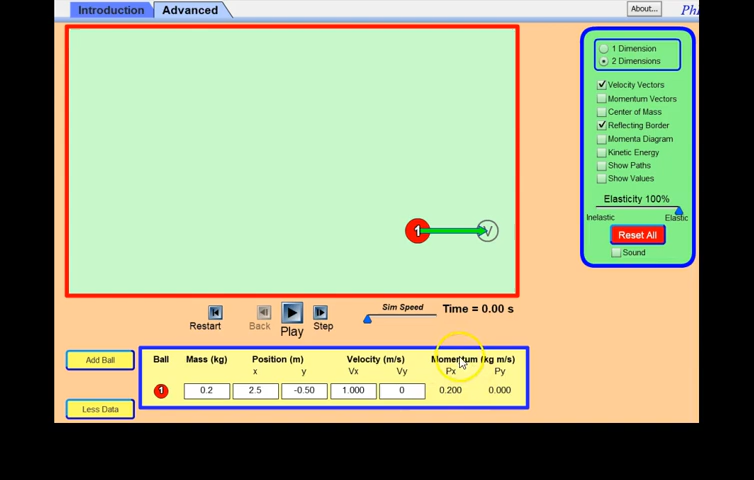 Introduction
Advanced
About...
1 Dimension
2 Dimensions
Velocity Vectors
Momentum Vectors
Center of Mass
Reflecting Border
Momenta Diagram
Kinetic Energy
Show Paths
Show Values
Elasticity 100%
Inelastic Elastic
Reset All
Sound
1 V
Restart Back Play Step
Sim Speed
Time = 0.00 s
Add Ball
Less Data
Ball Mass (kg) Position (m) Velocity (m/s) Momentum (kg m/s)
x y Vx Vy Px Py
1 0.2 2.5 -0.50 1.000 0 0.200 0.000